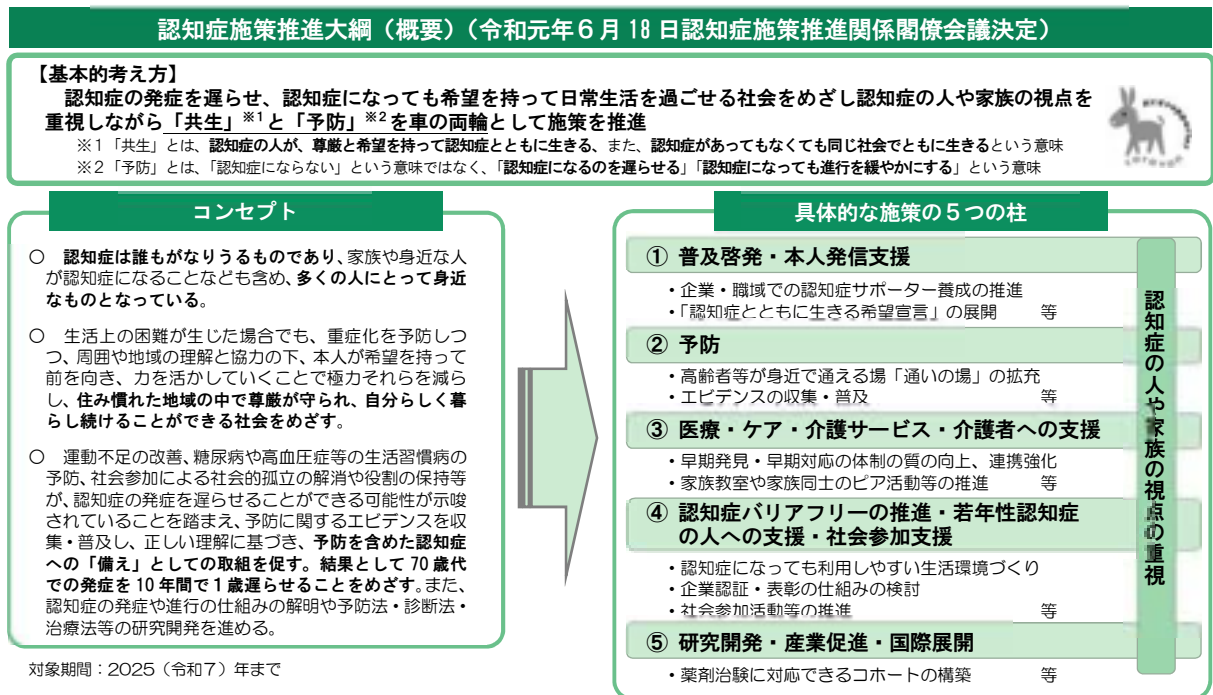 認知症施策推進大綱（概要）（令和元年６月18日認知症施策推進関係閣僚会議決定）
【基本的考え方】
認知症の発症を遅らせ、認知症になっても希望を持って日常生活を過ごせる社会をめざし認知症の人や家族の視点を
重視しながら「共生」※1と「予防」※2を車の両輪として施策を推進
※１「共生」とは、認知症の人が、尊厳と希望を持って認知症とともに生きる、また、認知症があってもなくても同じ社会でともに生きるという意味
※２「予防」とは、「認知症にならない」という意味ではなく、「認知症になるのを遅らせる」「認知症になっても進行を緩やかにする」という意味
コンセプト
○　認知症は誰もがなりうるものであり、家族や身近な人
が認知症になることなども含め、多くの人にとって身近
なものとなっている。
○　生活上の困難が生じた場合でも、重症化を予防しつ
つ、周囲や地域の理解と協力の下、本人が希望を持って
前を向き、力を活かしていくことで極力それらを減ら
し、住み慣れた地域の中で尊厳が守られ、自分らしく暮
らし続けることができる社会をめざす。
○　運動不足の改善、糖尿病や高血圧症等の生活習慣病の
予防、社会参加による社会的孤立の解消や役割の保持等
が、認知症の発症を遅らせることができる可能性が示唆
されていることを踏まえ、予防に関するエビデンスを収
集・普及し、正しい理解に基づき、予防を含めた認知症
への「備え」としての取組を促す。結果として70歳代
での発症を10年間で１歳遅らせることをめざす。また、
認知症の発症や進行の仕組みの解明や予防法・診断法・
治療法等の研究開発を進める。
対象期間：2025（令和７）年まで
具体的な施策の５つの柱
① 普及啓発・本人発信支援
・企業・職域での認知症サポーター養成の推進
・「認知症とともに生きる希望宣言」の展開　等
② 予防
・高齢者等が身近で通える場「通いの場」の拡充
・エビデンスの収集・普及　等
③ 医療・ケア・介護サービス・介護者への支援
・早期発見・早期対応の体制の質の向上、連携強化
・家族教室や家族同士のピア活動等の推進　等
④ 認知症バリアフリーの推進・若年性認知症
の人への支援・社会参加支援
・認知症になっても利用しやすい生活環境づくり
・企業認証・表彰の仕組みの検討
・社会参加活動等の推進　等
⑤ 研究開発・産業促進・国際展開
・薬剤治験に対応できるコホートの構築　等
認知症の人や家族の視点の重視